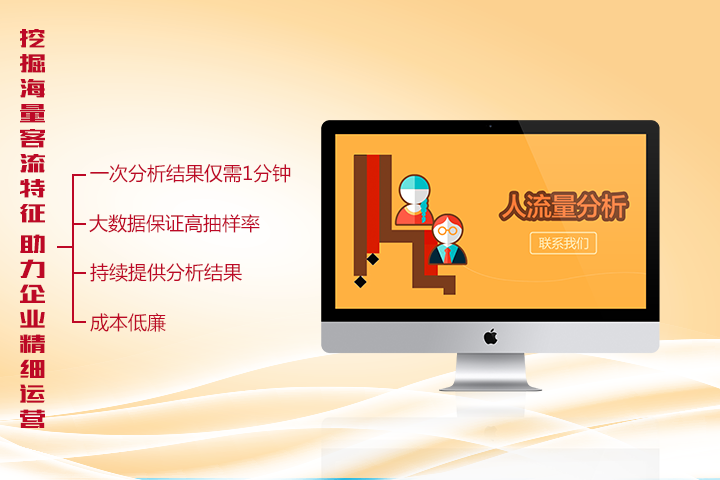 挖掘海量客流特征 助力企业精细运营
一次分析结果仅需1分钟
大数据保证高抽样率
持续提供分析结果
成本低廉
人流量分析
联系我们